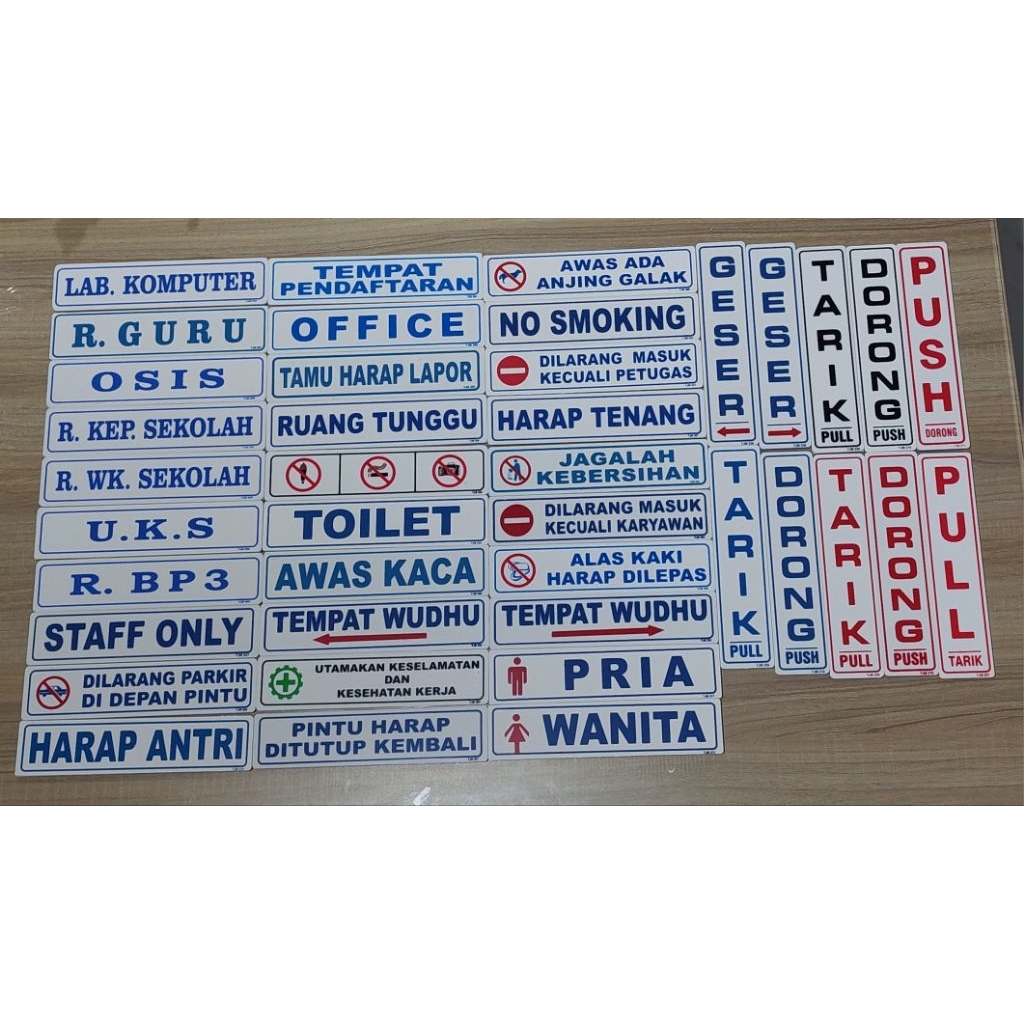 LAB. KOMPUTER
R. GURU
OSIS
R. KEP. SEKOLAH
R. WK. SEKOLAH
U.K.S
R. BP3
STAFF ONLY
DILARANG PARKIR
DI DEPAN PINTU
HARAP ANTRI
TEMPAT
PENDAFTARAN
OFFICE
TAMU HARAP LAPOR
RUANG TUNGGU
TOILET
AWAS KACA
TEMPAT WUDHU
UTAMAKAN KESELAMATAN
DAN
KESEHATAN KERJA
PINTU HARAP
DITUTUP KEMBALI
AWAS ADA
ANJING GALAK
NO SMOKING
DILARANG MASUK
KECUALI PETUGAS
HARAP TENANG
JAGALAH
KEBERSIHAN
DILARANG MASUK
KECUALI KARYAWAN
ALAS KAKI
HARAP DILEPAS
TEMPAT WUDHU
PRIA
WANITA
GESER
GESER
TARIK
PULL
DORONG
PUSH
PUSH
DORONG
TARIK
PULL
DORONG
PUSH
TARIK
PULL
DORONG
PUSH
PULL
TARIK